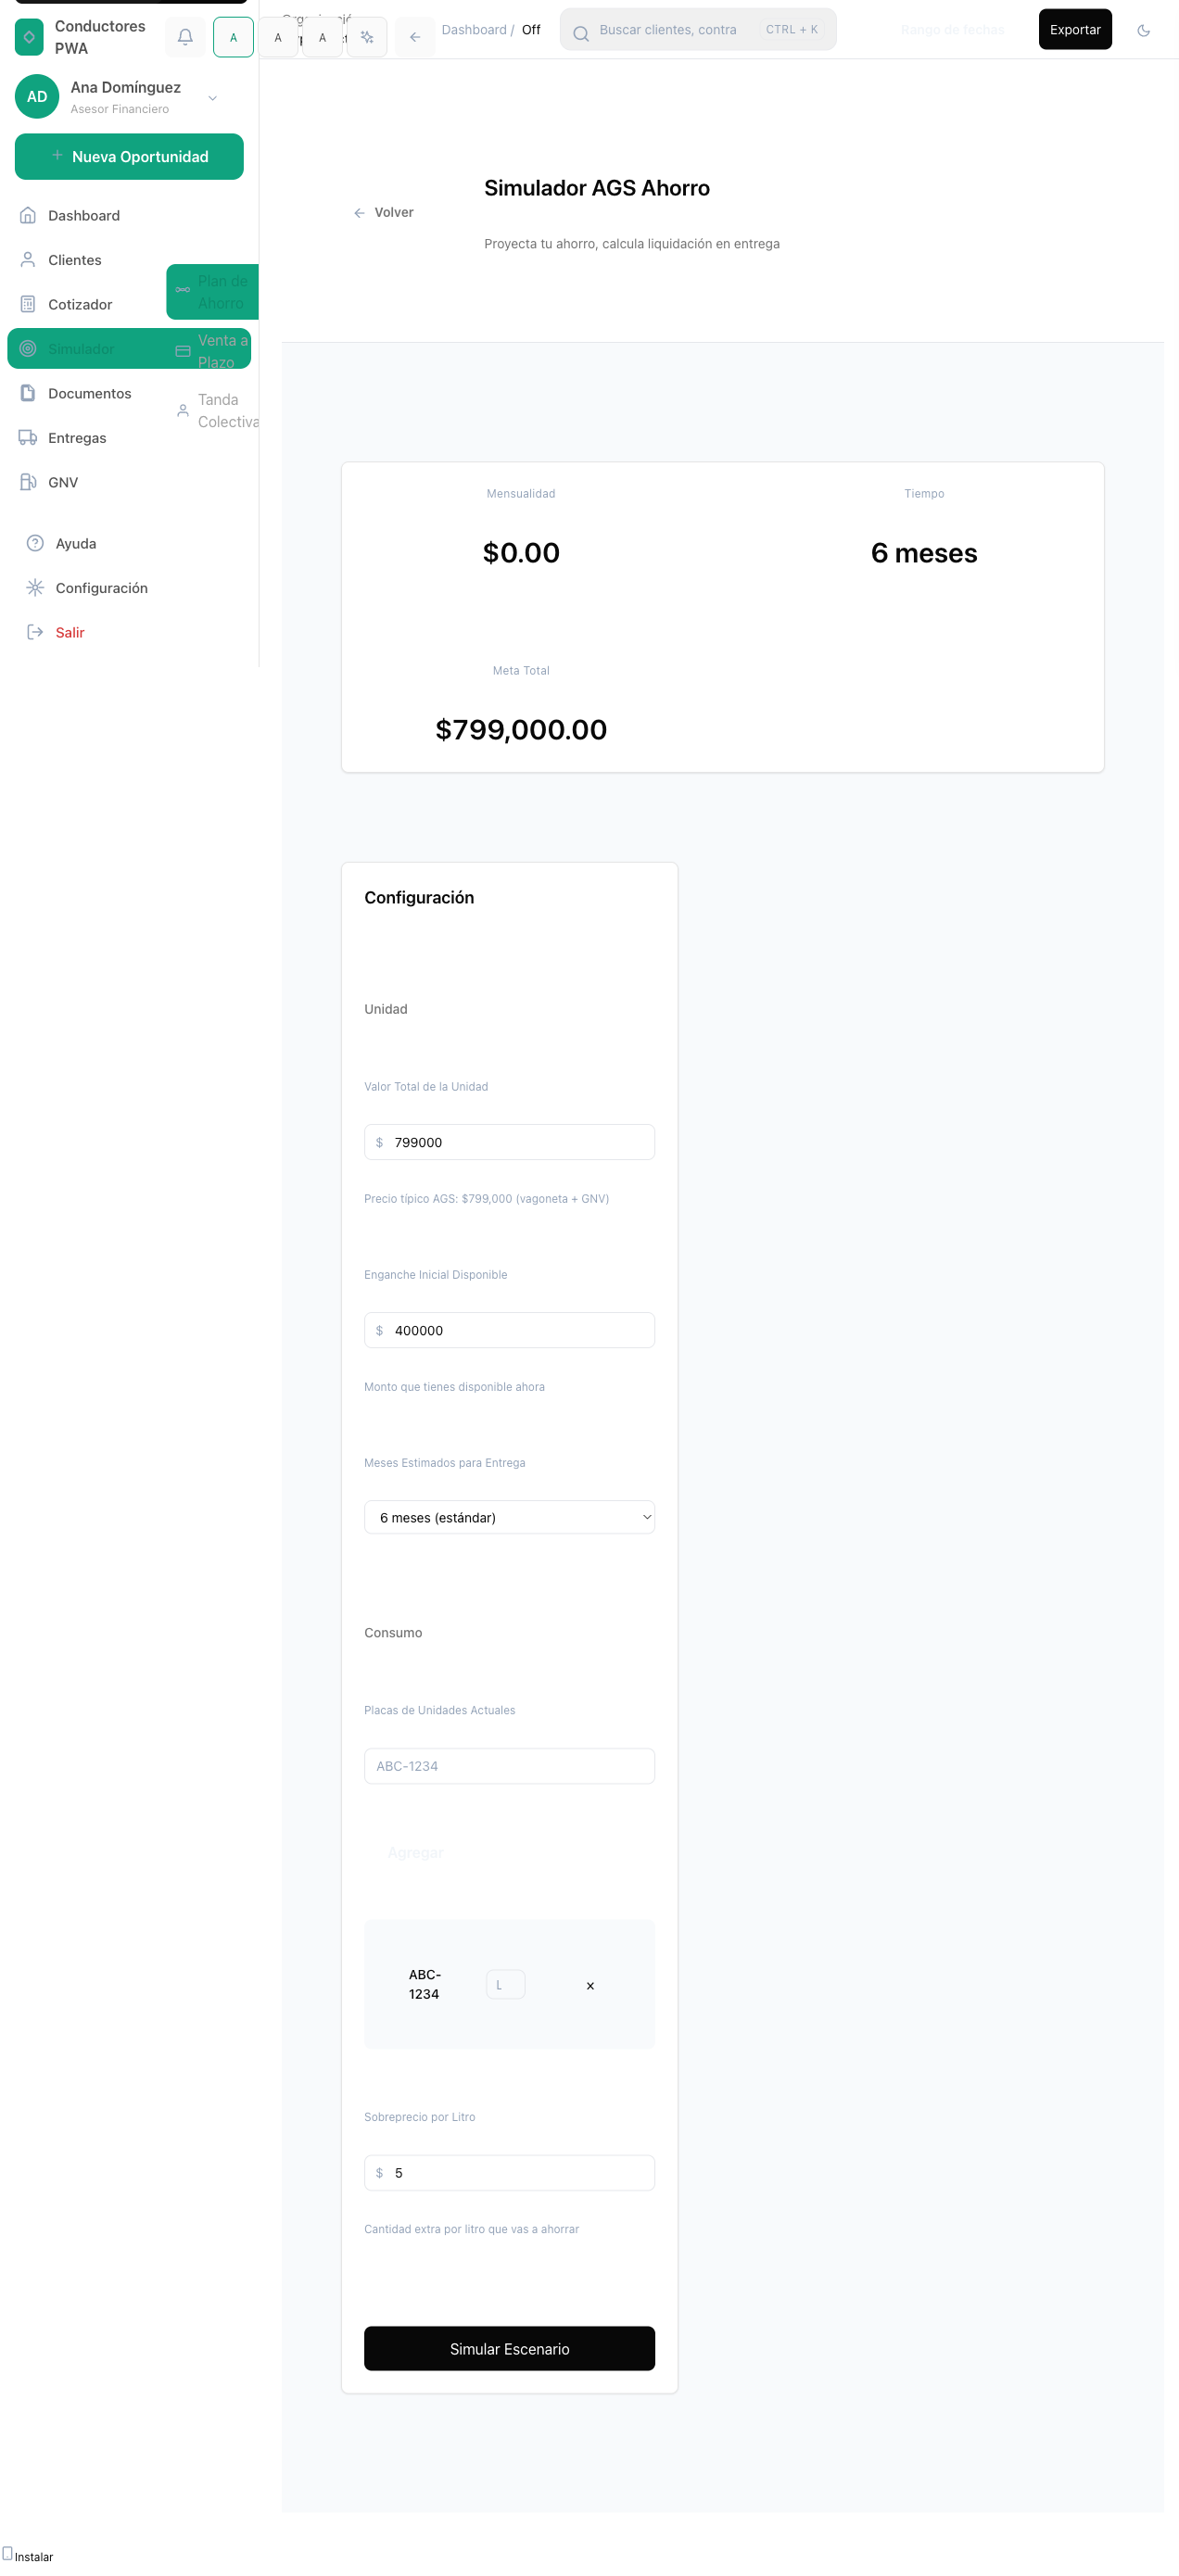 Conductores
PWA
A
A
A
Dashboard / Off
Buscar clientes, contra
CTRL + K
Rango de fechas
Exportar
AD
Ana Domínguez
Asesor Financiero
+ Nueva Oportunidad
Dashboard
Clientes
Cotizador
Simulador
Plan de
Ahorro
Venta a
Plazo
Tanda
Colectiva
Documentos
Entregas
GNV
Ayuda
Configuración
Salir
Volver
Simulador AGS Ahorro
Proyecta tu ahorro, calcula liquidación en entrega
Mensualidad
$0.00
Tiempo
6 meses
Meta Total
$799,000.00
Configuración
Unidad
Valor Total de la Unidad
$ 799000
Precio típico AGS: $799,000 (vagoneta + GNV)
Enganche Inicial Disponible
$ 400000
Monto que tienes disponible ahora
Meses Estimados para Entrega
6 meses (estándar)
Consumo
Placas de Unidades Actuales
ABC-1234
Agregar
ABC-
1234
L
x
Sobreprecio por Litro
$ 5
Cantidad extra por litro que vas a ahorrar
Simular Escenario
Instalar